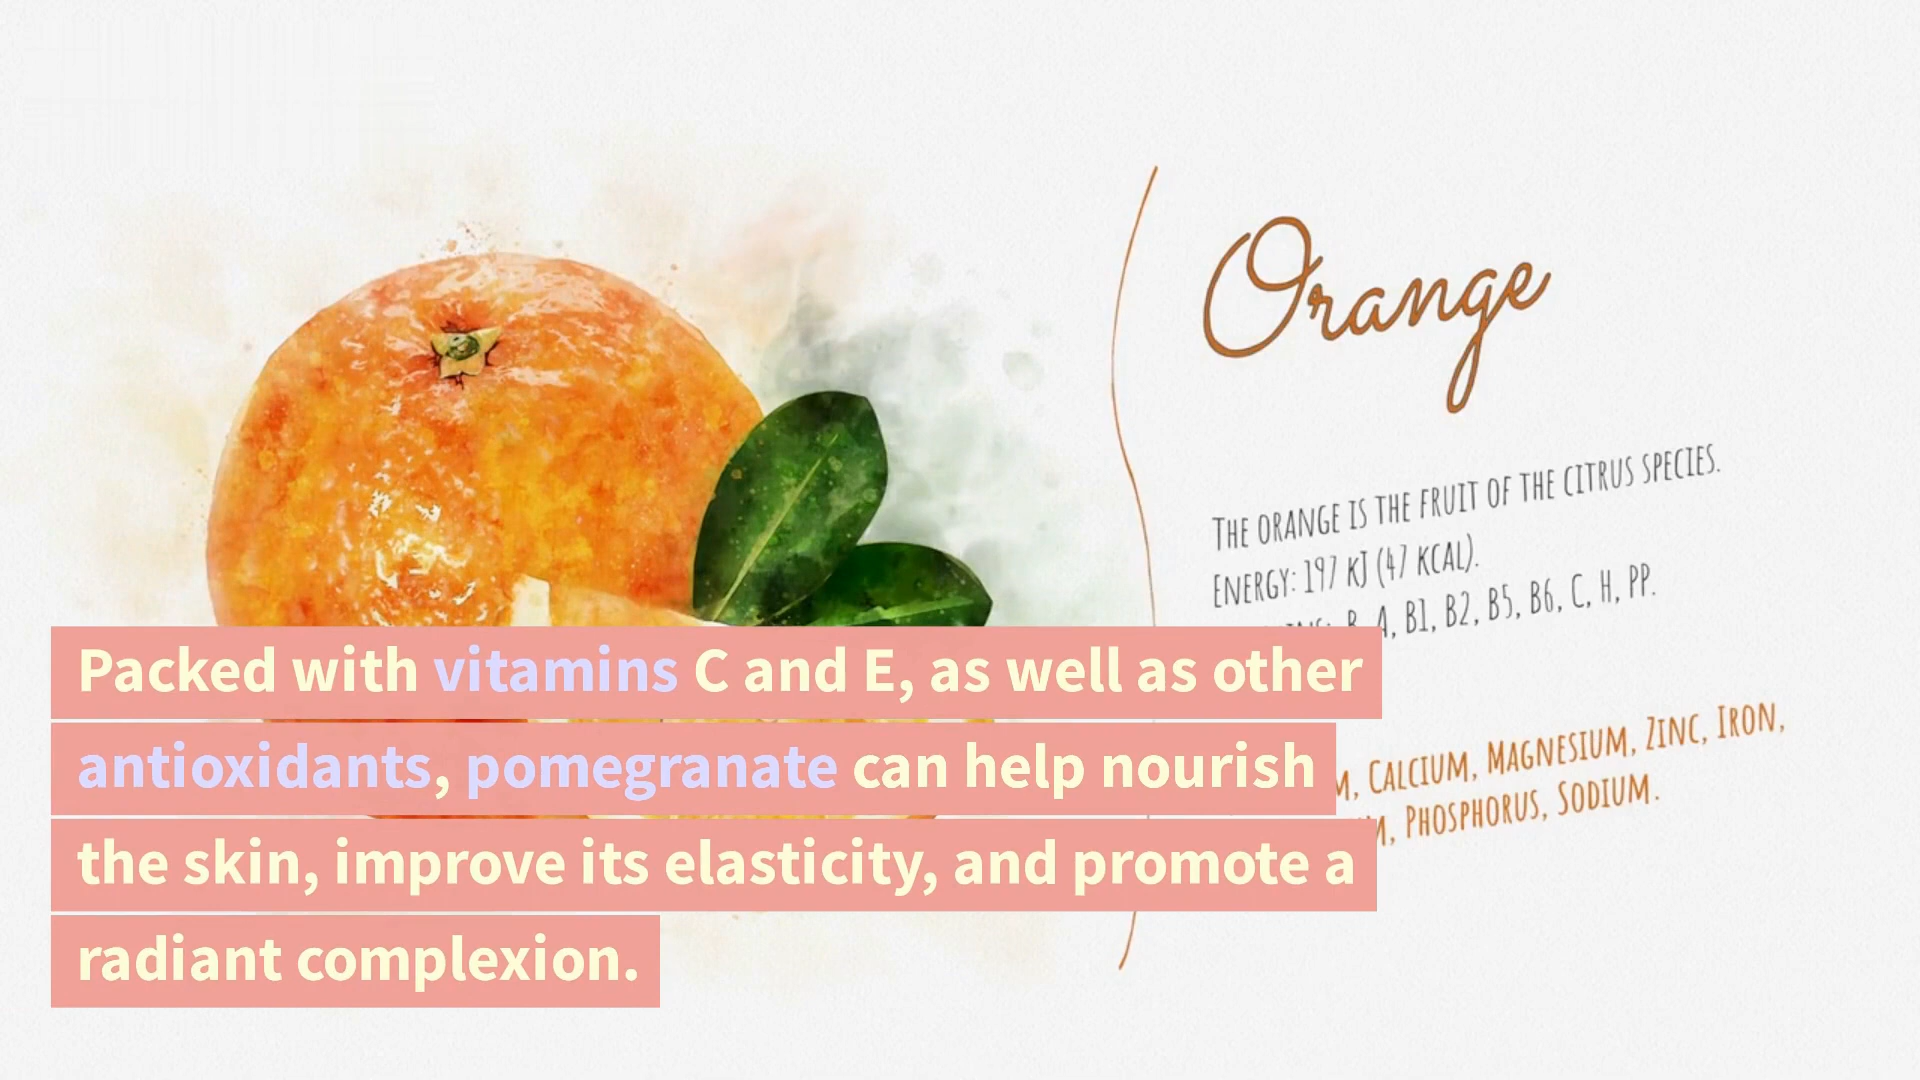 Orange
The orange is the fruit of the citrus species.
Energy: 197 kJ (47 kcal).
B1, B2, B5, B6, C, H, PP.
Calcium, Magnesium, Zinc, Iron,
Phosphorus, Sodium.
Packed with vitamins C and E, as well as other
antioxidants, pomegranate can help nourish
the skin, improve its elasticity, and promote a
radiant complexion.